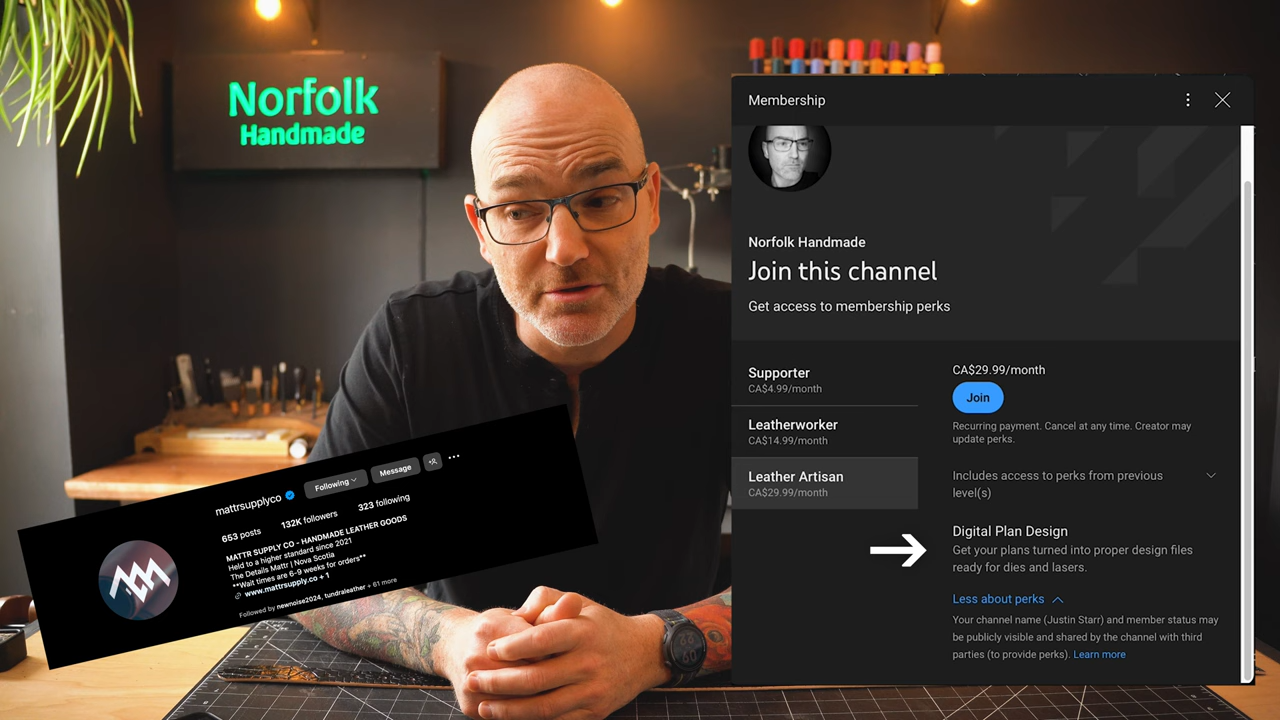 Norfolk
Handmade
Membership
Norfolk Handmade
Join this channel
Get access to membership perks
Supporter
CA$4.99/month
Leatherworker
CA$14.99/month
Leather Artisan
CA$29.99/month
CA$29.99/month
Join
Recurring payment. Cancel at any time. Creator may
update perks.
Includes access to perks from previous
level(s)
Digital Plan Design
Get your plans turned into proper design files
ready for dies and lasers.
Less about perks
Your channel name (Justin Starr) and member status may
be publicly visible and shared by the channel with third
parties (to provide perks). Learn more
mattrsupplyco Following Message
653 posts 132K followers 323 following
MATTR SUPPLY CO - HANDMADE LEATHER GOODS
Held to a higher standard since 2021
The Details Mattr | Nova Scotia
**Wait times are 6-9 weeks for orders**
www.mattrsupply.co + 1
Followed by newnoise2024, tundraleather + 61 more